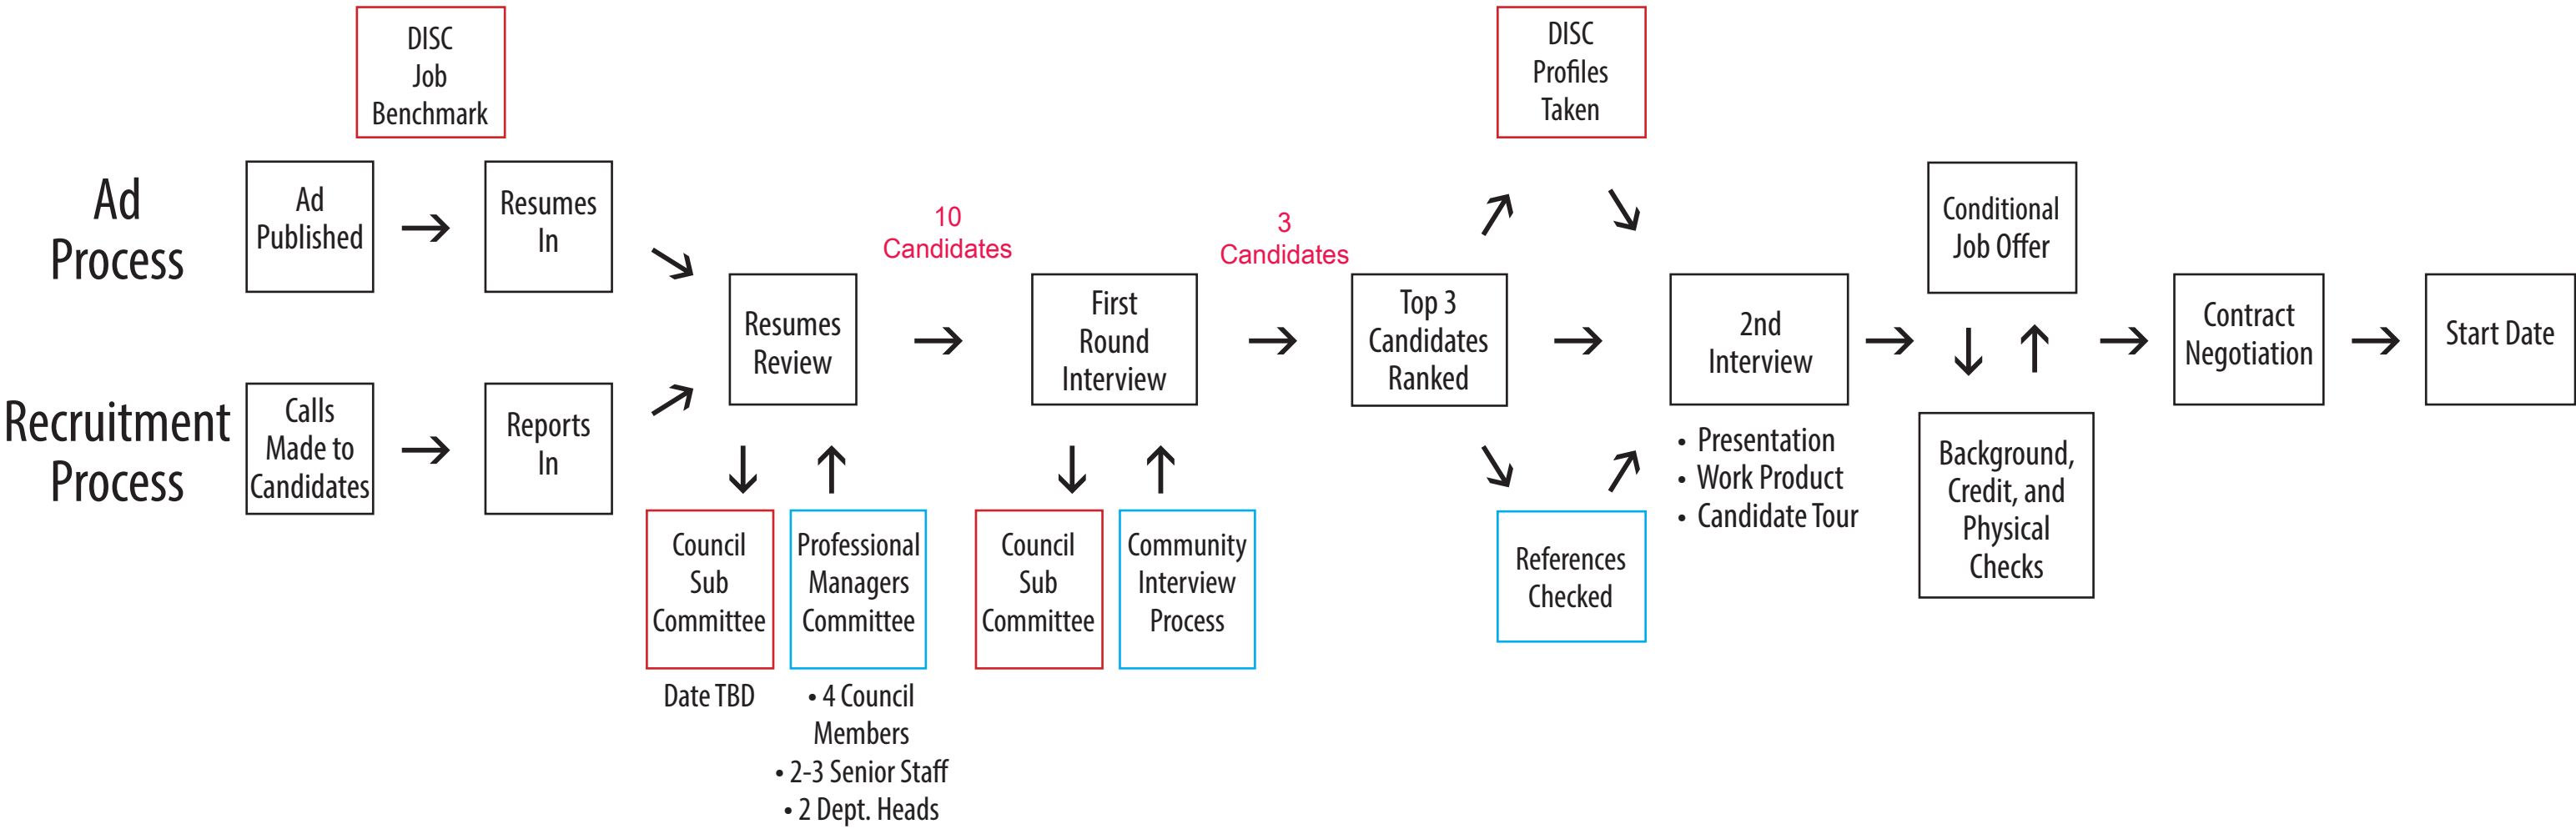 DISC
Job
Benchmark
DISC
Profiles
Taken
Ad
Process
Ad
Published
Resumes
In
10
Candidates
3
Candidates
Conditional
Job Offer
Resumes
Review
First
Round
Interview
Top 3
Candidates
Ranked
2nd
Interview
Contract
Negotiation
Start Date
Recruitment
Process
Calls
Made to
Candidates
Reports
In
• Presentation
• Work Product
• Candidate Tour
Background,
Credit, and
Physical
Checks
Council
Sub
Committee
Professional
Managers
Committee
Council
Sub
Committee
Community
Interview
Process
References
Checked
Date TBD
• 4 Council
Members
• 2-3 Senior Staff
• 2 Dept. Heads